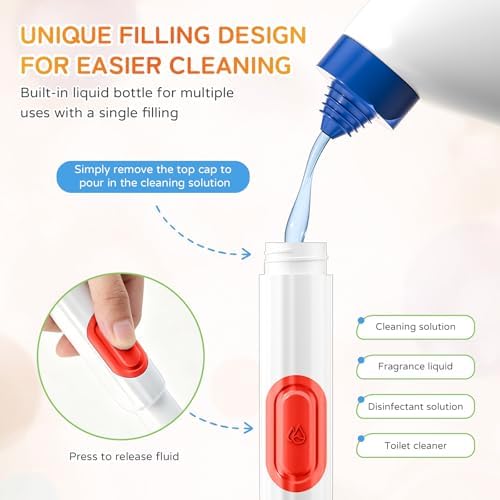 UNIQUE FILLING DESIGN
FOR EASIER CLEANING
Built-in liquid bottle for multiple
uses with a single filling
Simply remove the top cap to
pour in the cleaning solution
Cleaning solution
Fragrance liquid
Disinfectant solution
Toilet cleaner
Press to release fluid